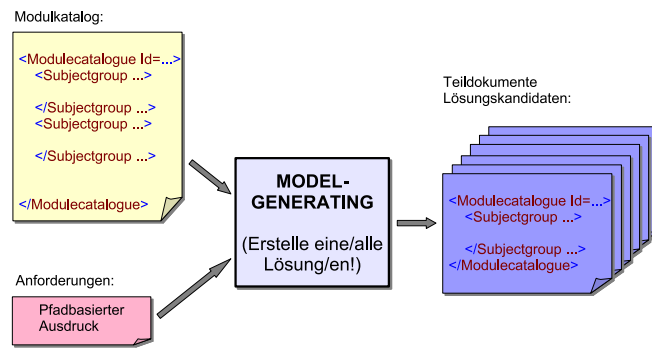 Modulkatalog:
<Modulecatalogue Id=...>
<Subjectgroup ...>
</Subjectgroup ...>
<Subjectgroup ...>
</Subjectgroup ...>
</Modulecatalogue>
Anforderungen:
Pfadbasierter
Ausdruck
MODEL-
GENERATING
(Erstelle eine/alle
Lösung/en!)
Teildokumente
Lösungskandidaten:
<Modulecatalogue Id=...>
<Subjectgroup ...>
</Subjectgroup ...>
</Modulecatalogue>